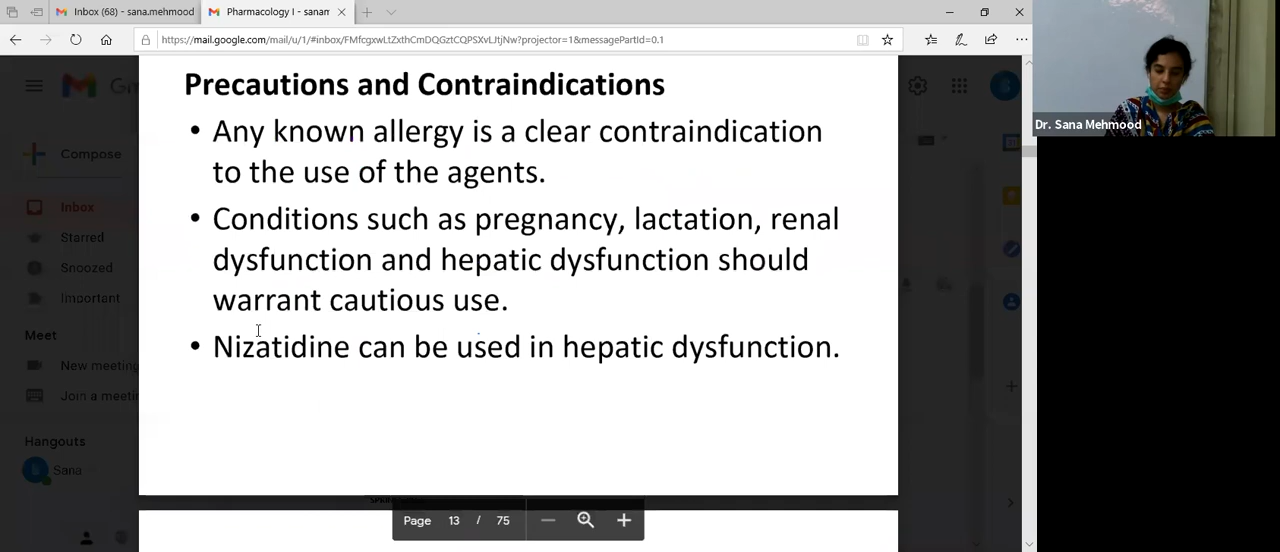 Inbox (68) - sana.mehmood
Pharmacology I - sanam
https://mail.google.com/mail/u/1/#inbox/FMfcgxwLtZxthCmDQGztCQPSXvLJtjNw?projector=1&messagePartId=0.1
Compose
Inbox
Starred
Snoozed
Important
Meet
New meeting
Join a meetin
Hangouts
Sana
Precautions and Contraindications
• Any known allergy is a clear contraindication
to the use of the agents.
• Conditions such as pregnancy, lactation, renal
dysfunction and hepatic dysfunction should
warrant cautious use.
• Nizatidine can be used in hepatic dysfunction.
Page 13 / 75
Dr. Sana Mehmood